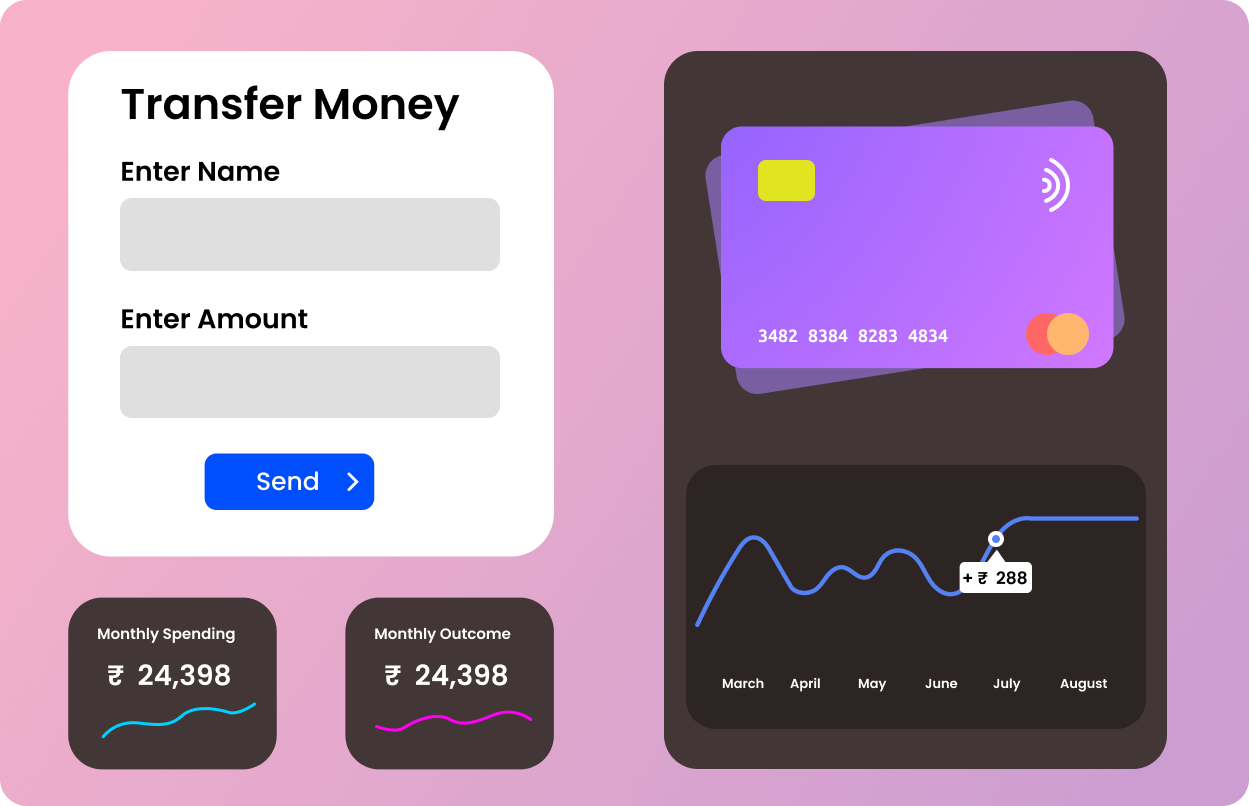 Transfer Money
Enter Name
Enter Amount
Send
Monthly Spending
₹ 24,398
Monthly Outcome
₹ 24,398
3482 8384 8283 4834
+ ₹ 288
March April May June July August